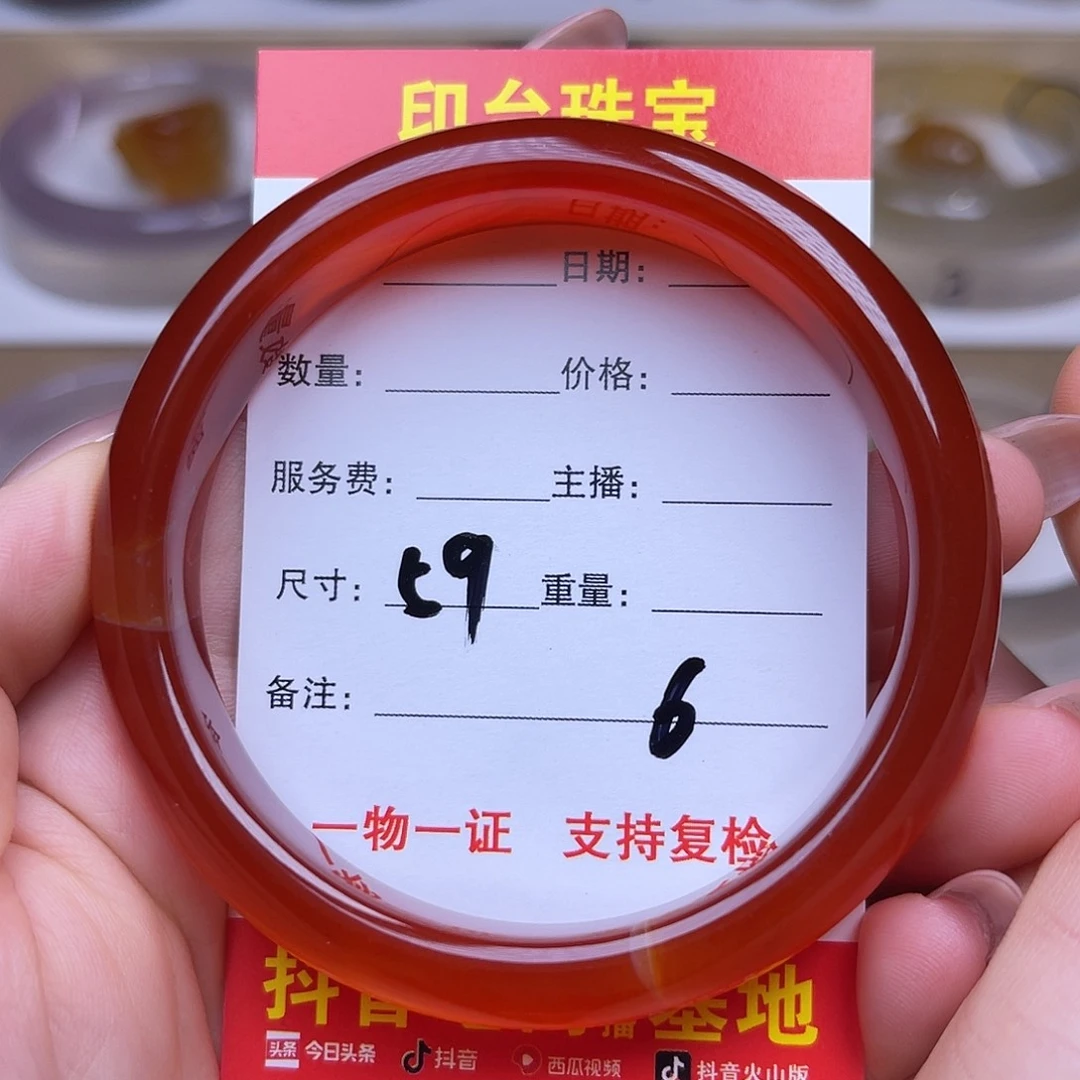 印台珠宝
日期：
数量： 价格：
服务费： 主播：
尺寸：59 重量：
备注： 6
一物一证 支持复检
抖音 播基地
头条 今日头条 抖音 西瓜视频 抖音火山版